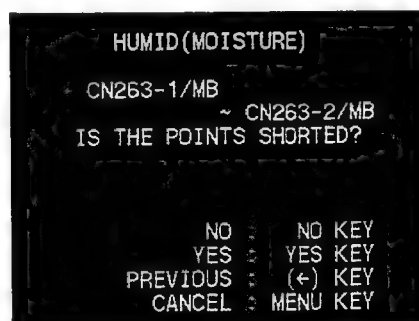 HUMID(MOISTURE)
CN263-1/MB
~ CN263-2/MB
IS THE POINTS SHORTED?
NO : NO KEY
YES : YES KEY
PREVIOUS : (←) KEY
CANCEL : MENU KEY